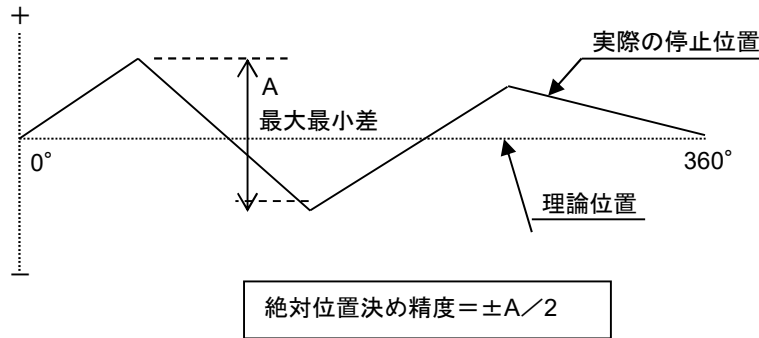 +
実際の停止位置
A
最大最小差
0°
360°
理論位置
−
絶対位置決め精度＝±A／2